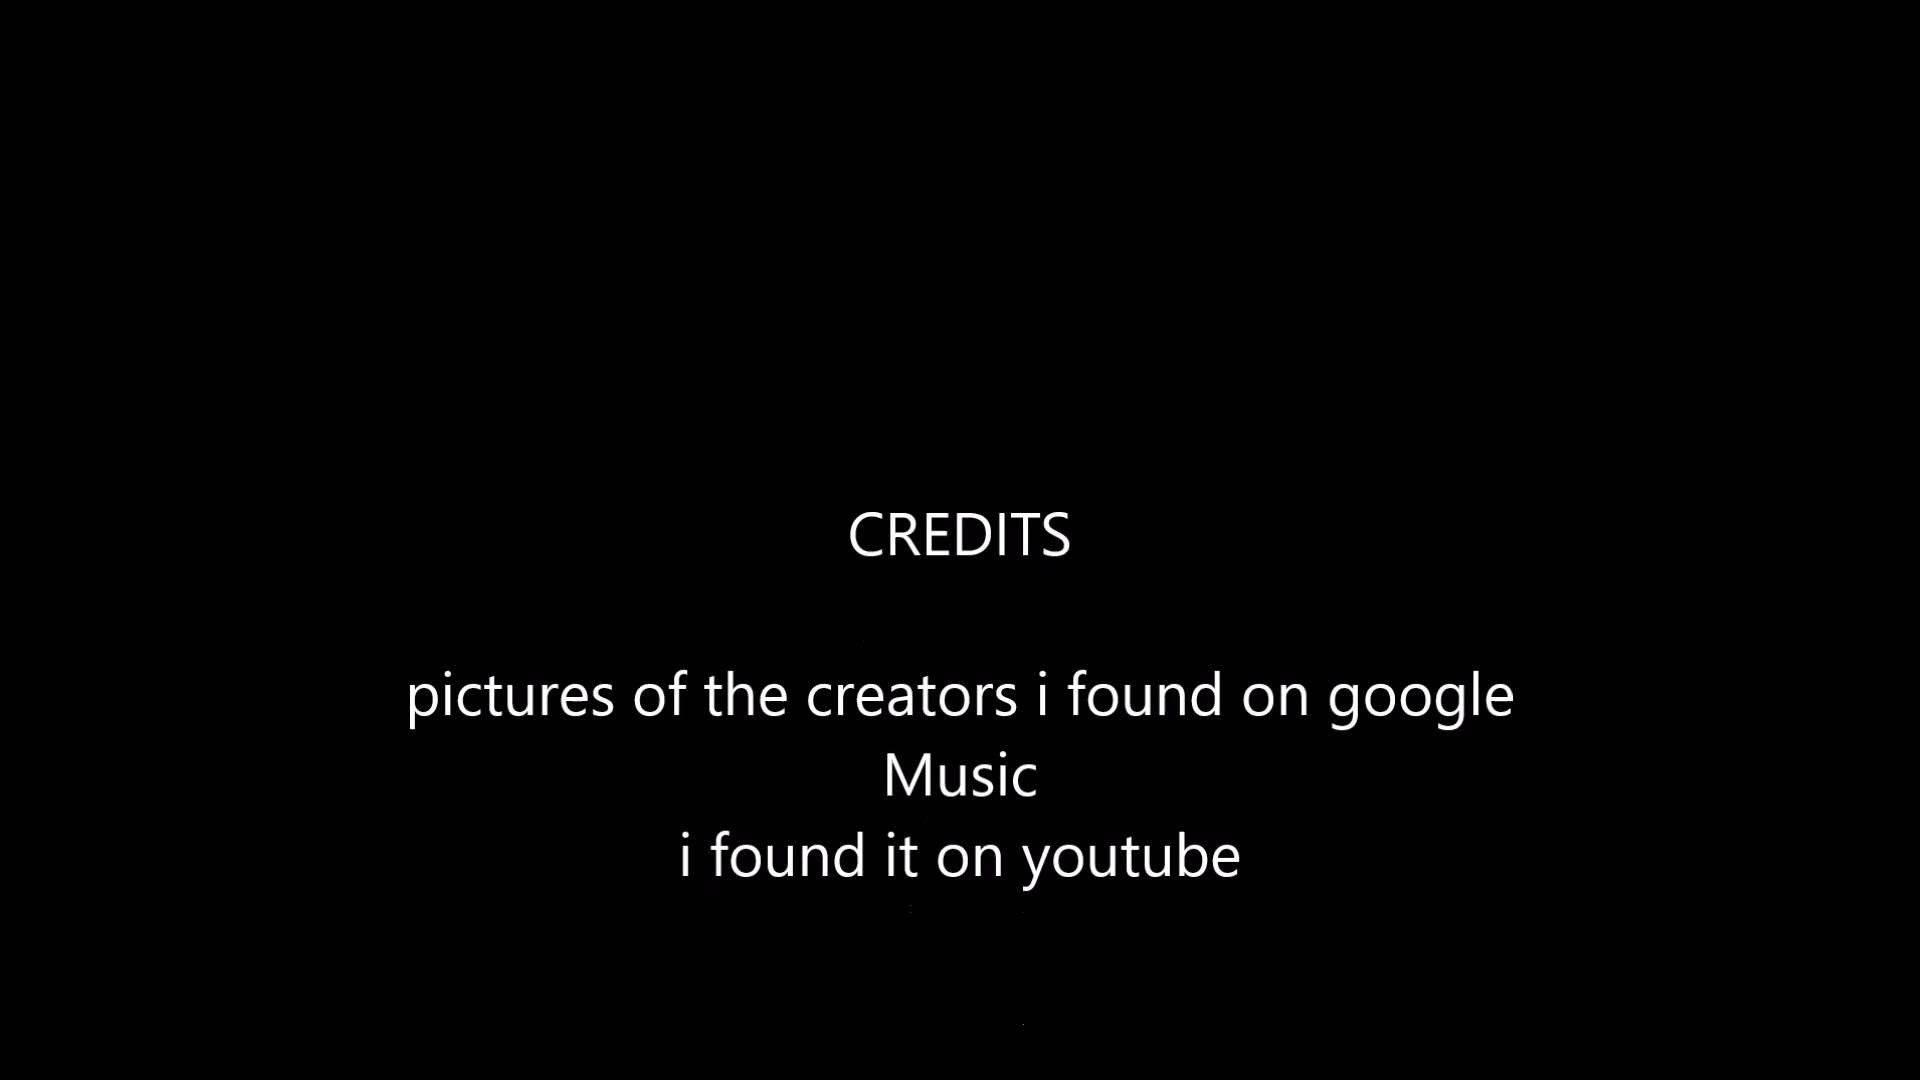 CREDITS
pictures of the creators i found on google
Music
i found it on youtube